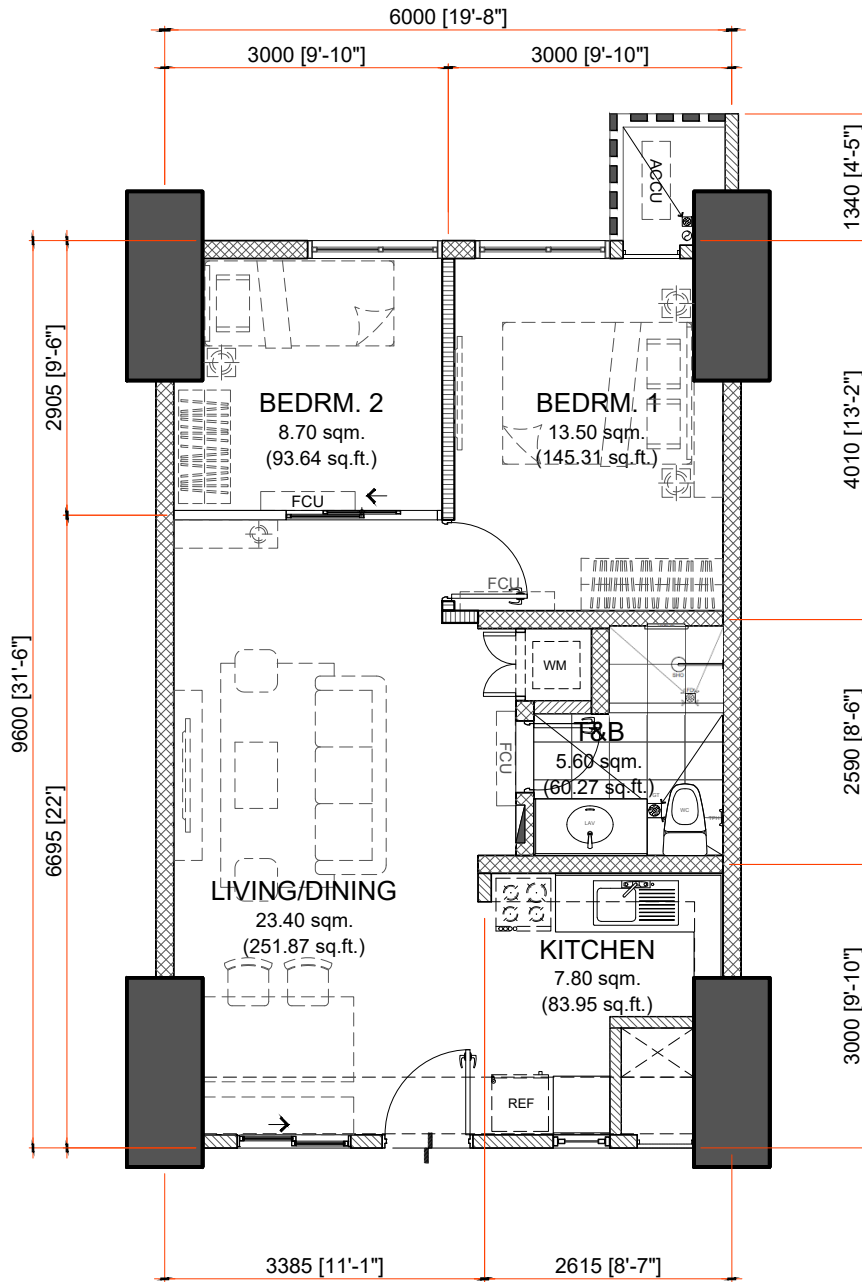 6000 [19'-8"]
3000 [9'-10"]
3000 [9'-10"]
1340 [4'-5"]
ACCU
2905 [9'-6"]
BEDRM. 2
8.70 sqm.
(93.64 sq.ft.)
BEDRM. 1
13.50 sqm.
(145.31 sq.ft.)
4010 [13'-2"]
FCU
FCU
9600 [31'-6"]
WM
SHD
T&B
5.60 sqm.
(60.27 sq.ft.)
FCU
2590 [8'-6"]
6695 [22']
LAV
WC
LIVING/DINING
23.40 sqm.
(251.87 sq.ft.)
KITCHEN
7.80 sqm.
(83.95 sq.ft.)
3000 [9'-10"]
REF
3385 [11'-1"]
2615 [8'-7"]